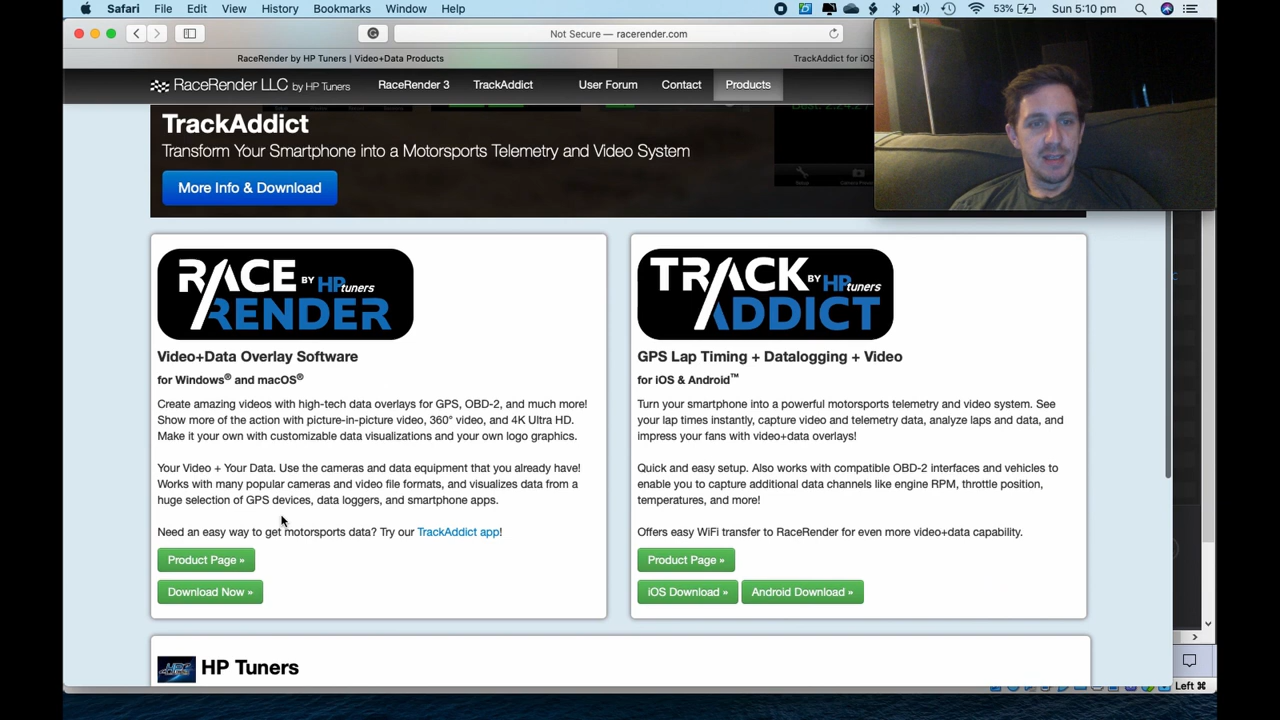 Safari File Edit View History Bookmarks Window Help 53% Sun 5:10 pm
Not Secure — racerender.com
RaceRender by HP Tuners | Video+Data Products TrackAddict for iOS
RaceRender LLC by HP Tuners RaceRender 3 TrackAddict User Forum Contact Products
TrackAddict
Transform Your Smartphone into a Motorsports Telemetry and Video System
More Info & Download
Setup
RACE BY HP tuners
RENDER
Video+Data Overlay Software
for Windows® and macOS®
Create amazing videos with high-tech data overlays for GPS, OBD-2, and much more!
Show more of the action with picture-in-picture video, 360° video, and 4K Ultra HD.
Make it your own with customizable data visualizations and your own logo graphics.
Your Video + Your Data. Use the cameras and data equipment that you already have!
Works with many popular cameras and video file formats, and visualizes data from a
huge selection of GPS devices, data loggers, and smartphone apps.
Need an easy way to get motorsports data? Try our TrackAddict app!
Product Page »
Download Now »
TRACK BY HP tuners
ADDICT
GPS Lap Timing + Datalogging + Video
for iOS & Android™
Turn your smartphone into a powerful motorsports telemetry and video system. See
your lap times instantly, capture video and telemetry data, analyze laps and data, and
impress your fans with video+data overlays!
Quick and easy setup. Also works with compatible OBD-2 interfaces and vehicles to
enable you to capture additional data channels like engine RPM, throttle position,
temperatures, and more!
Offers easy WiFi transfer to RaceRender for even more video+data capability.
Product Page »
iOS Download » Android Download »
HP Tuners
Left ⌘